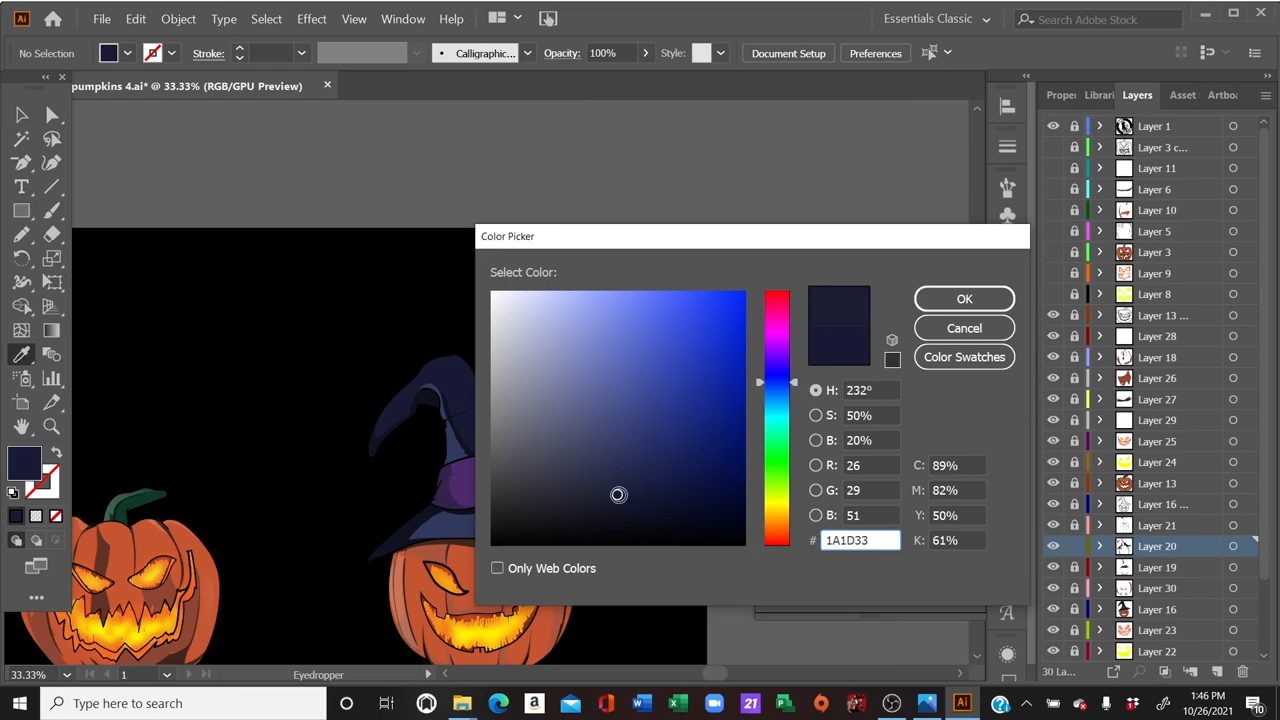 Ai File Edit Object Type Select Effect View Window Help Essentials Classic Search Adobe Stock
No Selection Stroke: Calligraphic... Opacity: 100% Style: Document Setup Preferences
pumpkins 4.ai* @ 33.33% (RGB/GPU Preview)
Proper Librari Layers Asset Artboa
Layer 1
Layer 3 c...
Layer 11
Layer 6
Layer 10
Layer 5
Layer 3
Layer 9
Layer 8
Layer 13 ...
Layer 28
Layer 18
Layer 26
Layer 27
Layer 29
Layer 25
Layer 24
Layer 13
Layer 16 ...
Layer 21
Layer 20
Layer 19
Layer 30
Layer 16
Layer 23
Layer 22
30 La...
Color Picker
Select Color:
OK
Cancel
Color Swatches
H: 232º
S: 50%
B: 20%
R: 26 C: 89%
G: 29 M: 82%
B: 51 Y: 50%
# 1A1D33 K: 61%
Only Web Colors
33.33% 1 Eyedropper
Type here to search
21
Ai
1:46 PM
10/26/2021
10